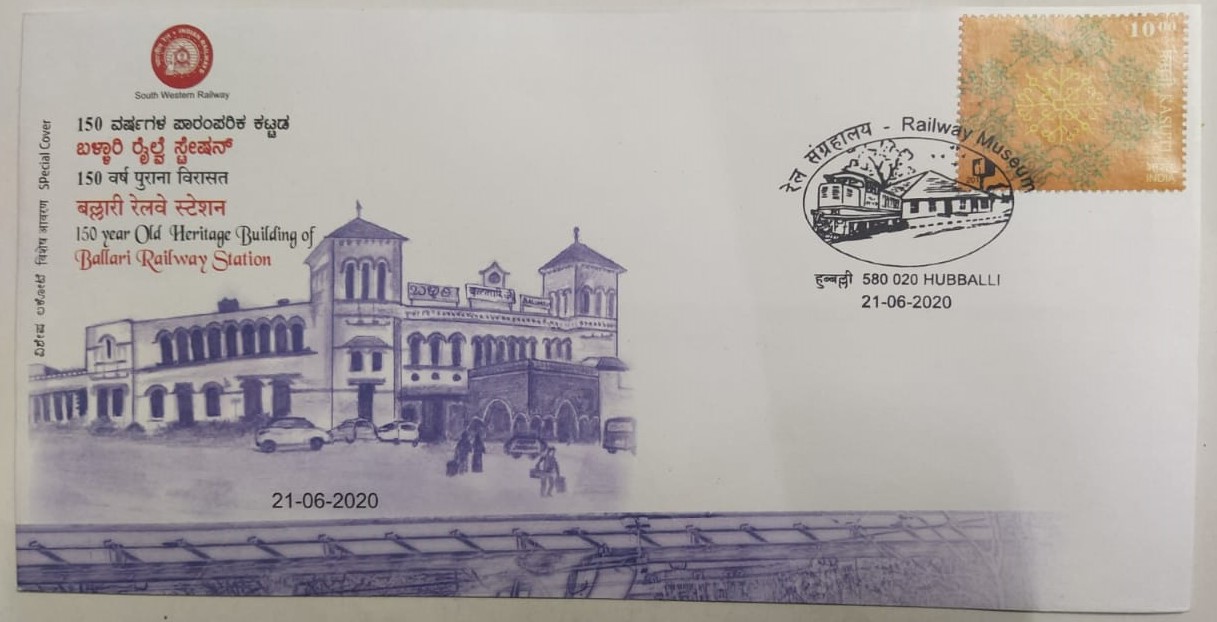 South Western Railway
150 ವರ್ಷಗಳ ಪಾರಂಪರಿಕ ಕಟ್ಟಡ
ಬಳ್ಳಾರಿ ರೈಲ್ವೆ ಸ್ಟೇಷನ್
150 वर्ष पुराना विरासत
बल्लारी रेलवे स्टेशन
150 year Old Heritage Building of
Ballari Railway Station
ವಿಶೇಷ ಲಕೋಟೆ विशेष आवरण SPecial Cover
21-06-2020
10 00
KASUTI
रेल संग्रहालय - Railway Museum
हुब्बल्ली 580 020 HUBBALLI
21-06-2020